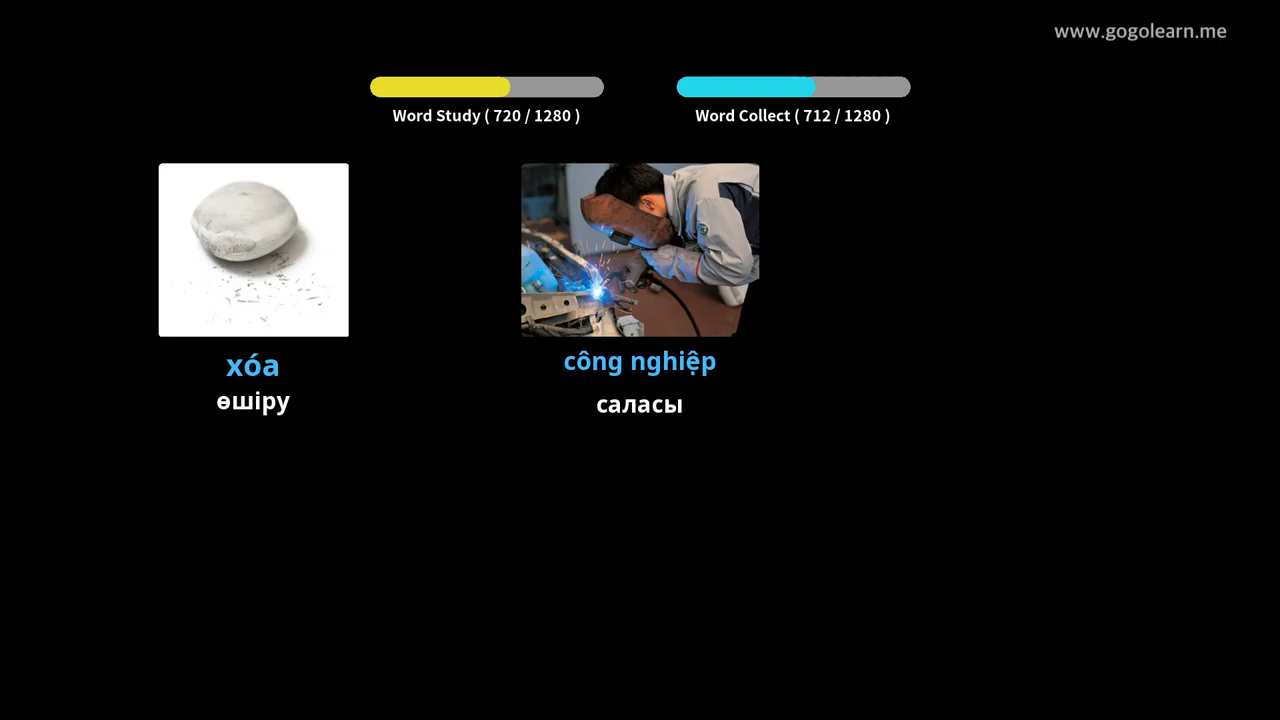 www.gogolearn.me
Word Study ( 720 / 1280 )
Word Collect ( 712 / 1280 )
xóa
өшіру
công nghiệp
саласы